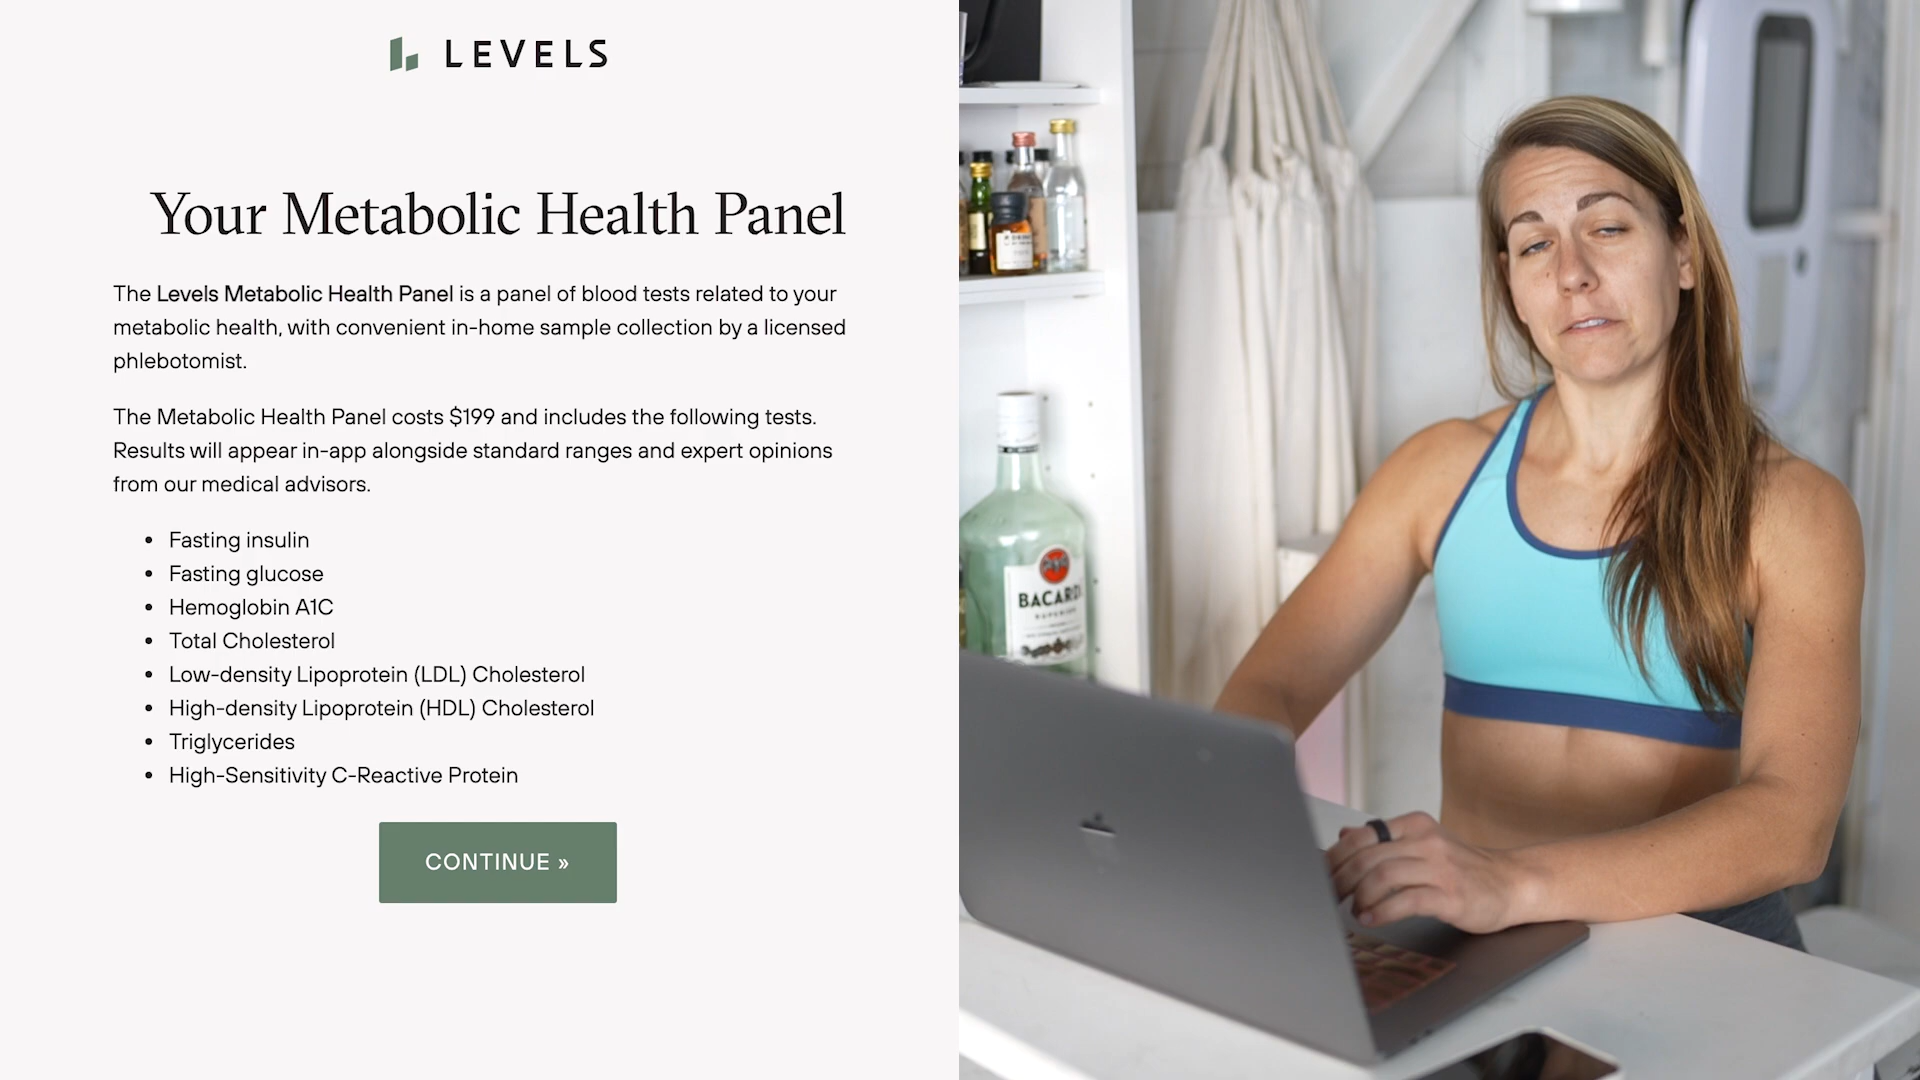 LEVELS
Your Metabolic Health Panel
The Levels Metabolic Health Panel is a panel of blood tests related to your
metabolic health, with convenient in-home sample collection by a licensed
phlebotomist.
The Metabolic Health Panel costs $199 and includes the following tests.
Results will appear in-app alongside standard ranges and expert opinions
from our medical advisors.
• Fasting insulin
• Fasting glucose
• Hemoglobin A1C
• Total Cholesterol
• Low-density Lipoprotein (LDL) Cholesterol
• High-density Lipoprotein (HDL) Cholesterol
• Triglycerides
• High-Sensitivity C-Reactive Protein
CONTINUE »
BACARDI
SUPERIOR